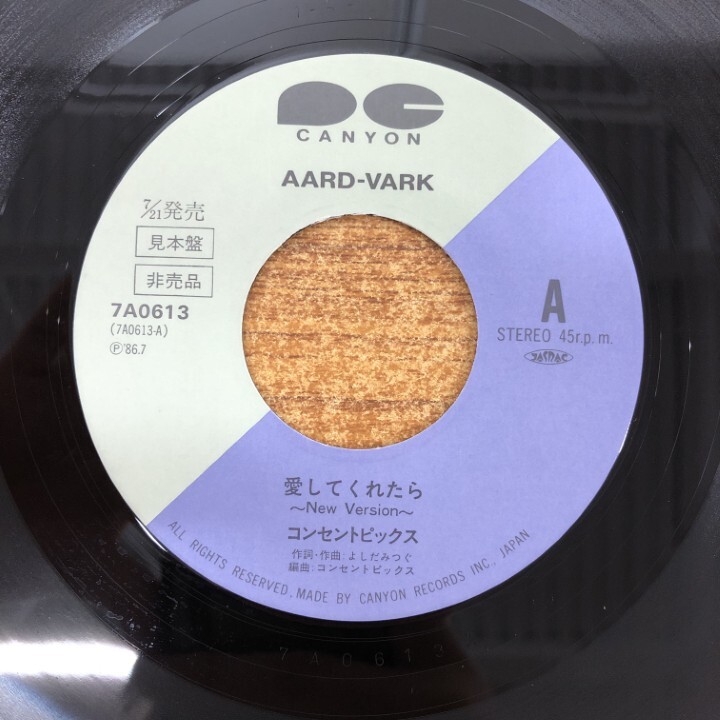 CANYON
AARD-VARK
7/21発売
見本盤
非売品
7A0613
(7A0613-A)
Ⓟ'86.7
A
STEREO 45r.p.m.
JASRAC
愛してくれたら
〜New Version〜
コンセントピックス
作詞・作曲:よしだみつぐ
編曲:コンセントピックス
ALL RIGHTS RESERVED. MADE BY CANYON RECORDS INC., JAPAN
7A0613